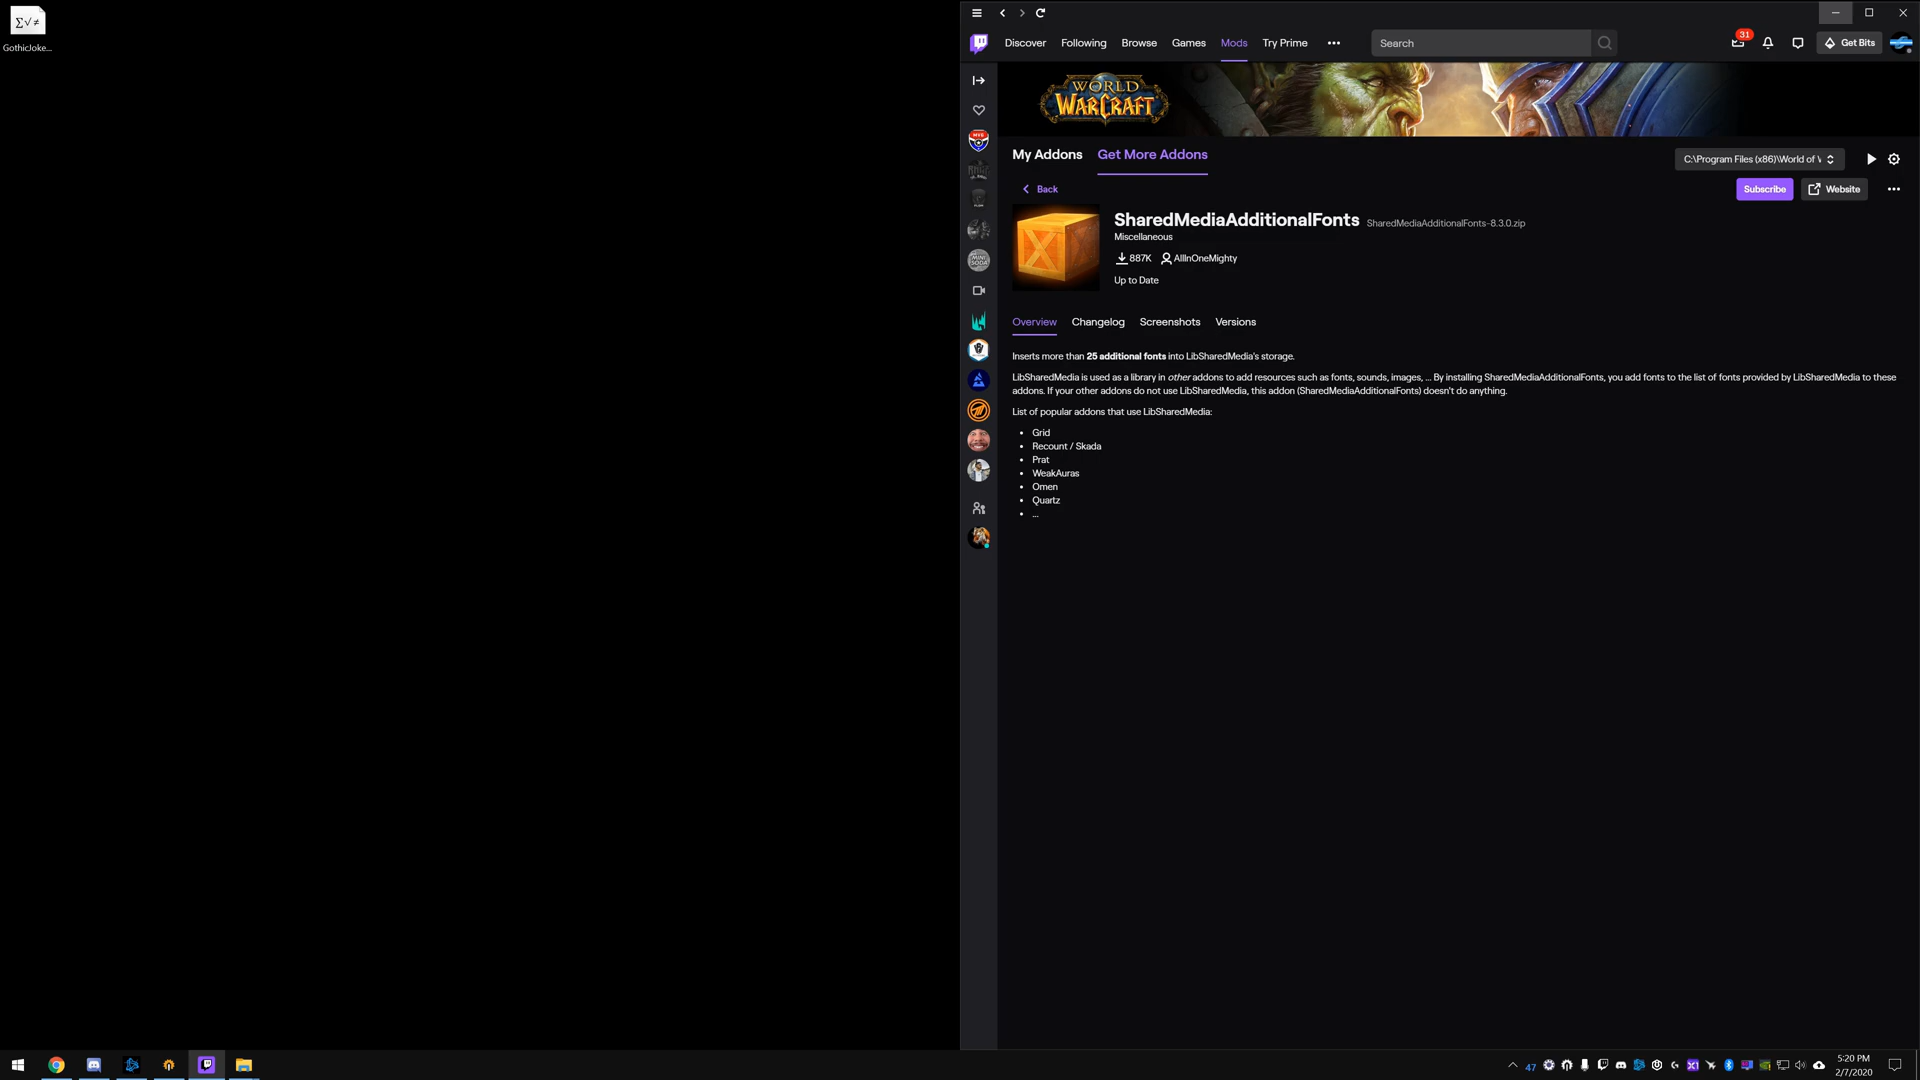 ∑√≠
GothicJoke...
Discover Following Browse Games Mods Try Prime
Search
31
Get Bits
WORLD
WARCRAFT
My Addons Get More Addons
C:\Program Files (x86)\World of
Back
Subscribe Website
SharedMediaAdditionalFonts SharedMediaAdditionalFonts-8.3.0.zip
Miscellaneous
887K AllInOneMighty
Up to Date
Overview Changelog Screenshots Versions
Inserts more than 25 additional fonts into LibSharedMedia's storage.
LibSharedMedia is used as a library in other addons to add resources such as fonts, sounds, images, ... By installing SharedMediaAdditionalFonts, you add fonts to the list of fonts provided by LibSharedMedia to these
addons. If your other addons do not use LibSharedMedia, this addon (SharedMediaAdditionalFonts) doesn't do anything.
List of popular addons that use LibSharedMedia:
• Grid
• Recount / Skada
• Prat
• WeakAuras
• Omen
• Quartz
• ...
47
5:20 PM
2/7/2020